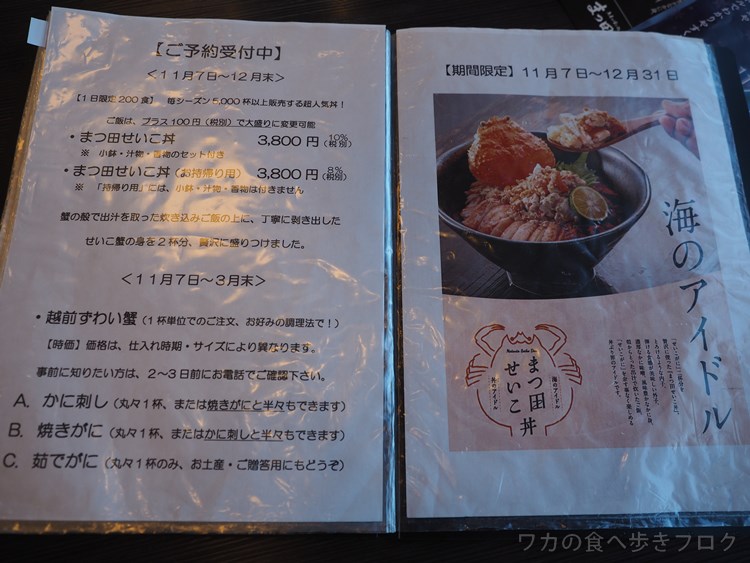 【ご予約受付中】
＜１１月７日～１２月末＞
【１日限定２００食】　毎シーズン5,000杯以上販売する超人気丼！
ご飯は、プラス１００円（税別）で大盛りに変更可能
・まつ田せいこ丼　3,800円 10%（税別）
※　小鉢・汁物・香物のセット付き
・まつ田せいこ丼（お持帰り用）　3,800円 8%（税別）
※　「持帰り用」には、小鉢・汁物・香物は付きません
蟹の殻で出汁を取った炊き込みご飯の上に、丁寧に剥き出した
せいこ蟹の身を２杯分、贅沢に盛りつけました。
＜１１月７日～３月末＞
・越前ずわい蟹（１杯単位でのご注文、お好みの調理法で！）
【時価】価格は、仕入れ時期・サイズにより異なります。
事前に知りたい方は、２～３日前にお電話でご確認下さい。
A. かに刺し（丸々１杯、または焼きがにと半々もできます）
B. 焼きがに（丸々１杯、またはかに刺しと半々もできます）
C. 茹でがに（丸々１杯のみ、お土産・ご贈答用にもどうぞ）
【期間限定】１１月７日～１２月３１日
海のアイドル
まつ田
せいこ丼
海のアイドル
丼のアイドル
まつ田
ワカの食べ歩きブログ